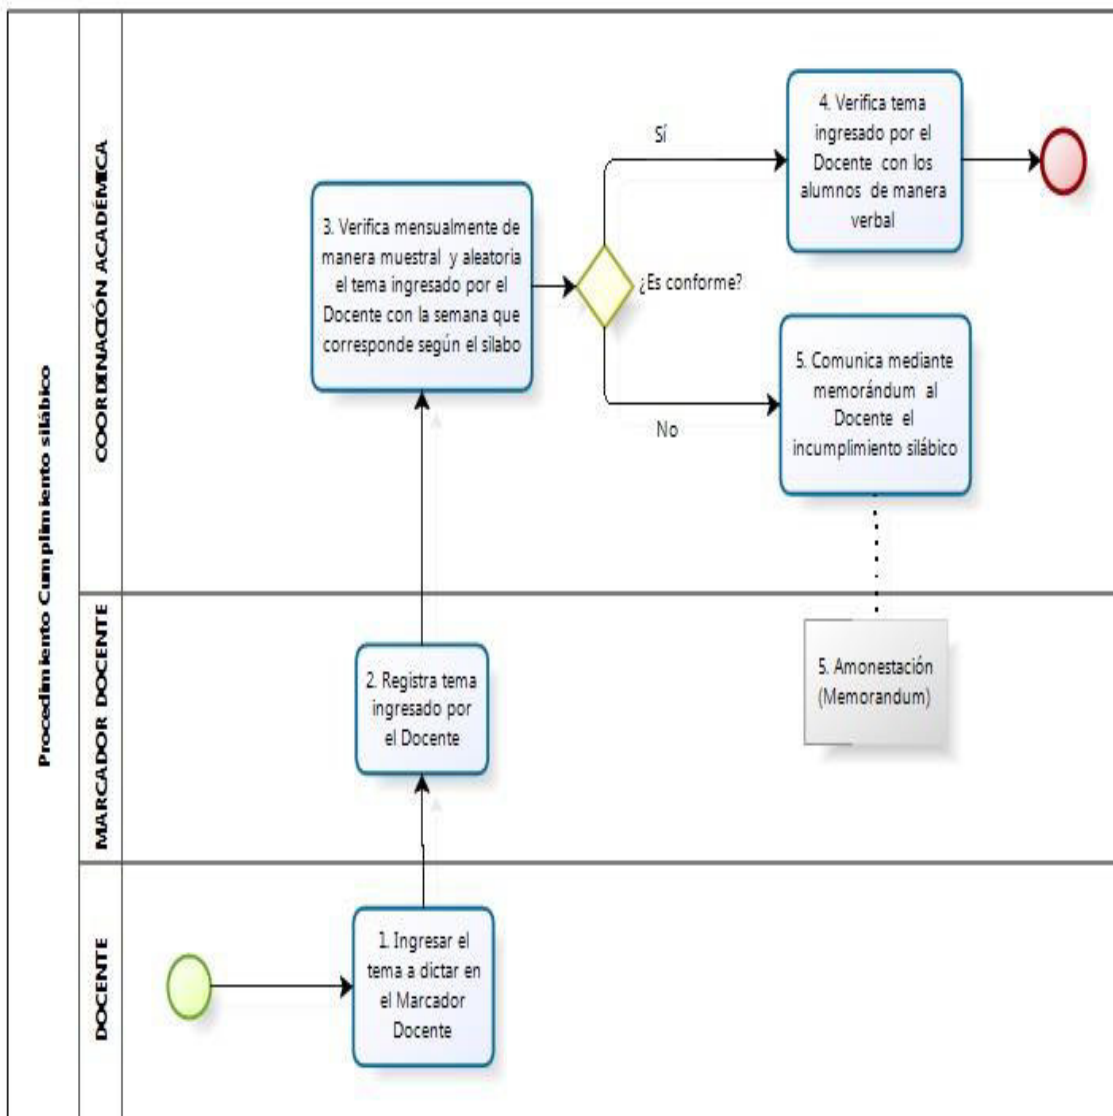 Procedimiento Cumplimiento silábico
COORDENACIÓN ACADÉMICA
3. Verifica mensualmente de
manera muestral y aleatoria
el tema ingresado por el
Docente con la semana que
corresponde según el silabo
¿Es conforme?
Sí
4. Verifica tema
ingresado por el
Docente con los
alumnos de manera
verbal
No
5. Comunica mediante
memorándum al
Docente el
incumplimiento silábico
MARCADOR DOCENTE
2. Registra tema
ingresado por
el Docente
5. Amonestación
(Memorandum)
DOCENTE
1. Ingresar el
tema a dictar en
el Marcador
Docente